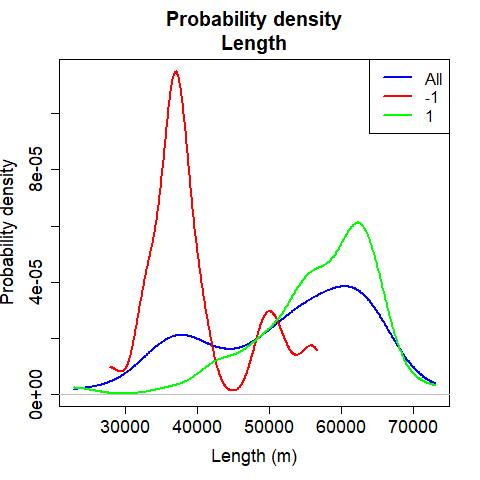 Probability density
Length
All
-1
1
Probability density
8e-05
4e-05
0e+00
30000 40000 50000 60000 70000
Length (m)